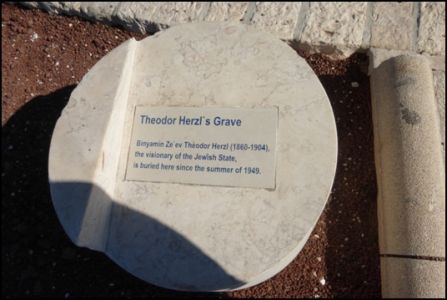 Theodor Herzl`s Grave
Binyamin Ze`ev Theodor Herzl (1860-1904),
the visionary of the Jewish State,
is buried here since the summer of 1949.